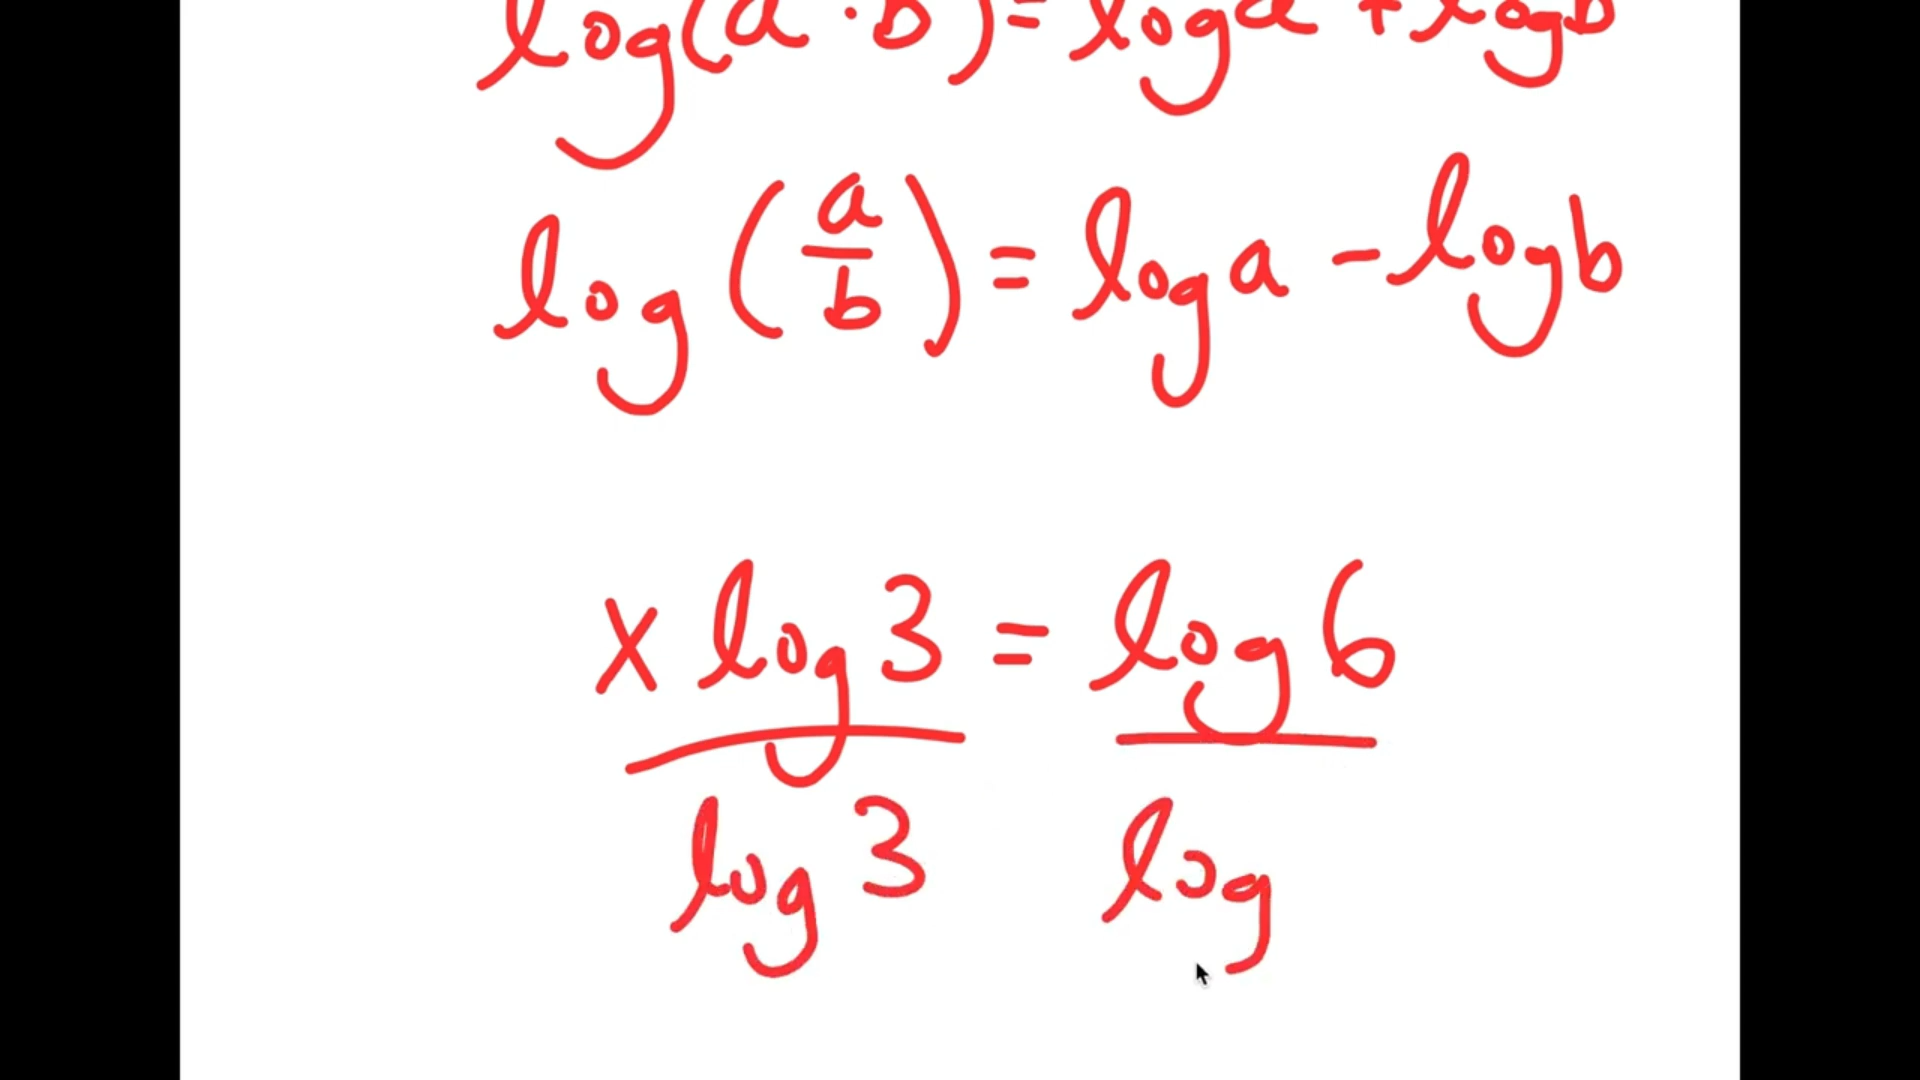 log(a·b)=log a + log b
log (a/b) = log a - log b
x log 3 = log 6
log 3 log